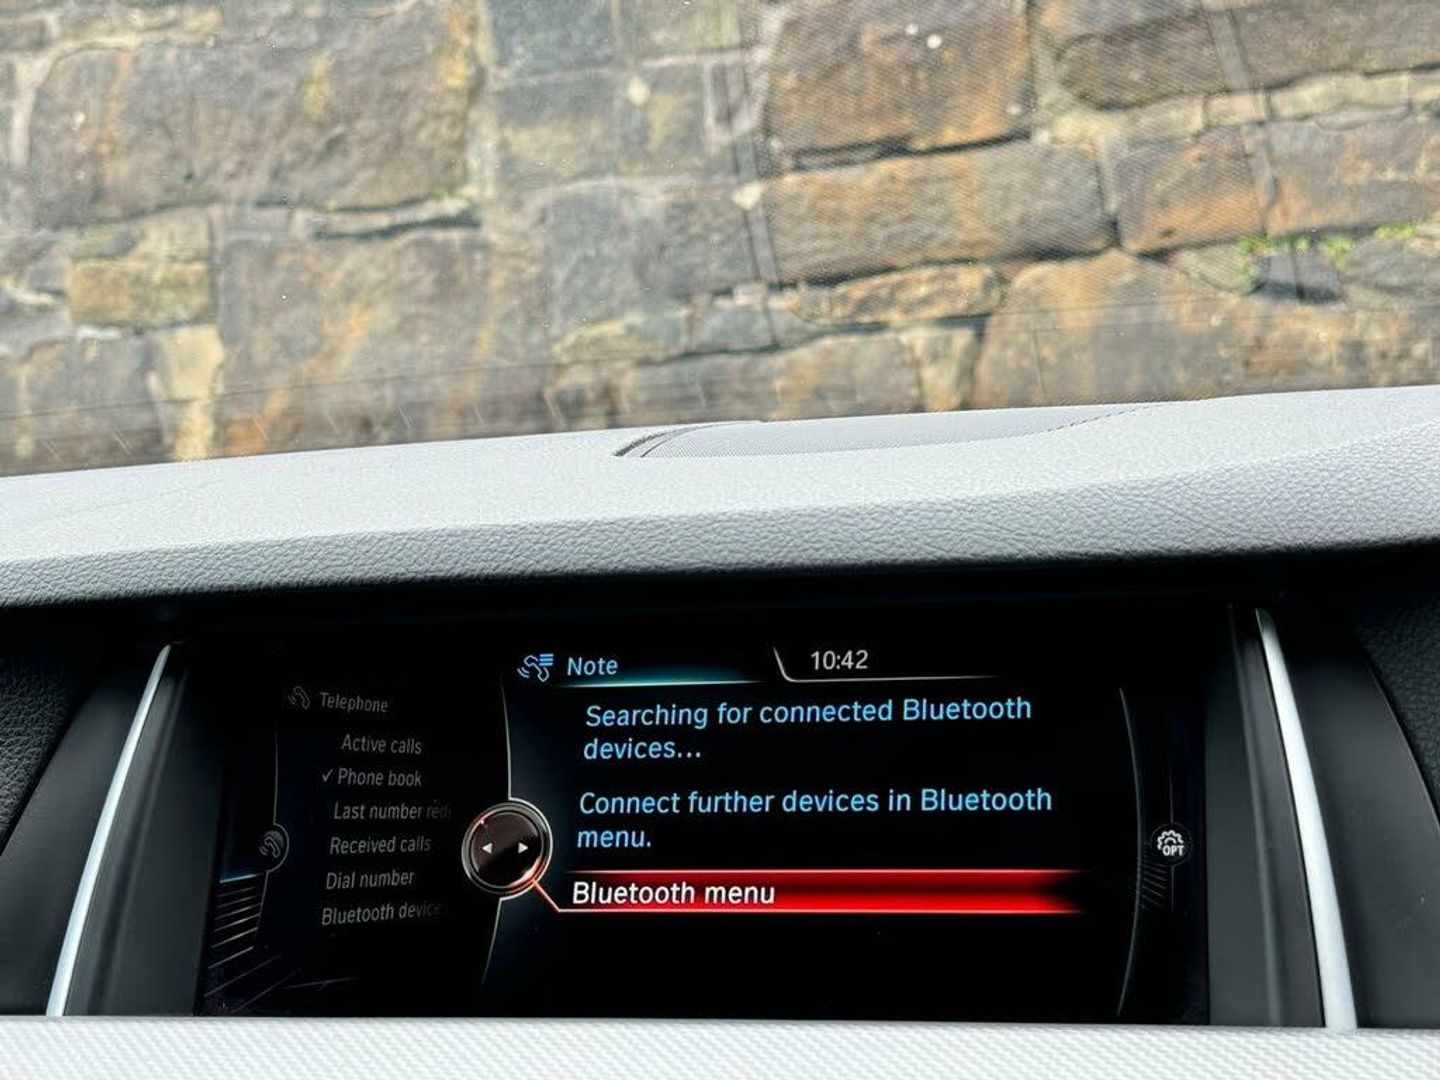 Note
10:42
Telephone
Active calls
Phone book
Last number
Received calls
Dial number
Bluetooth device
Searching for connected Bluetooth
devices...
Connect further devices in Bluetooth
menu.
Bluetooth menu
OPT